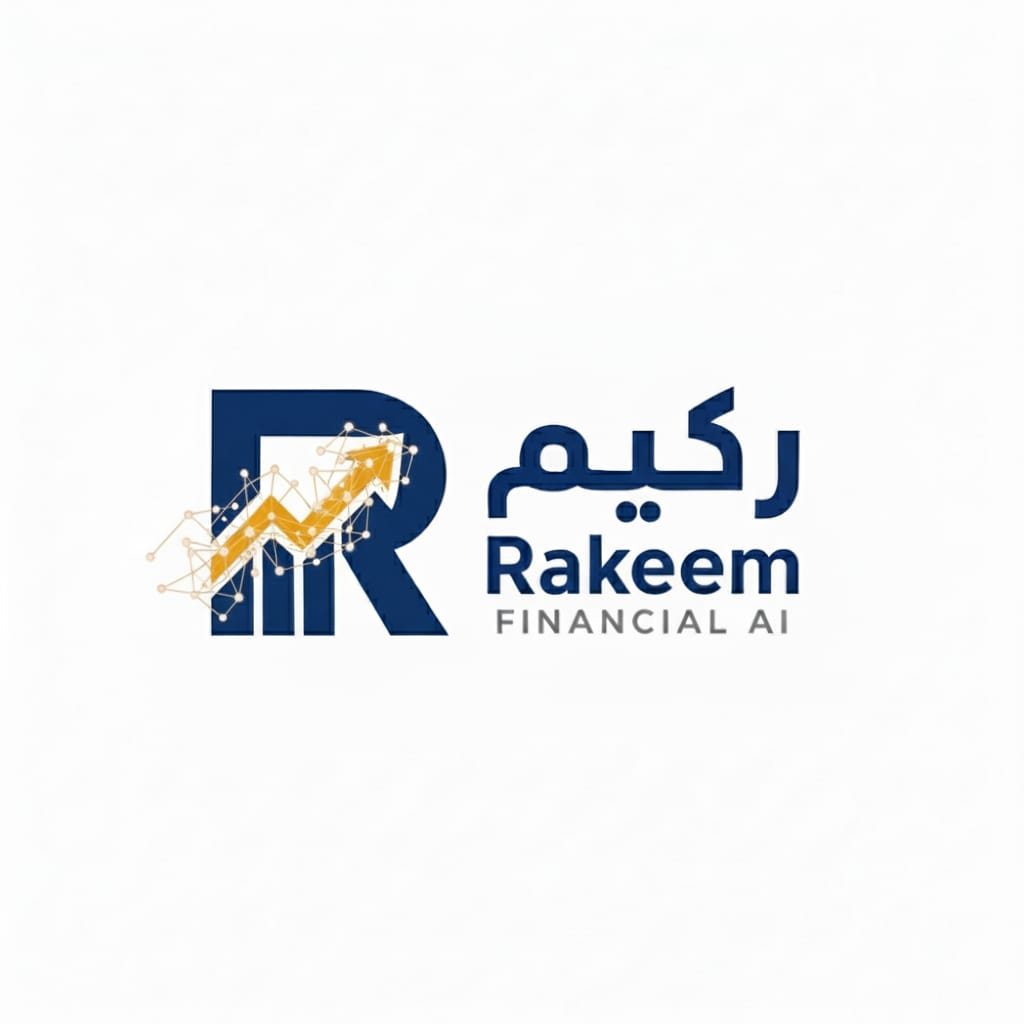 ركيم
Rakeem
FINANCIAL AI